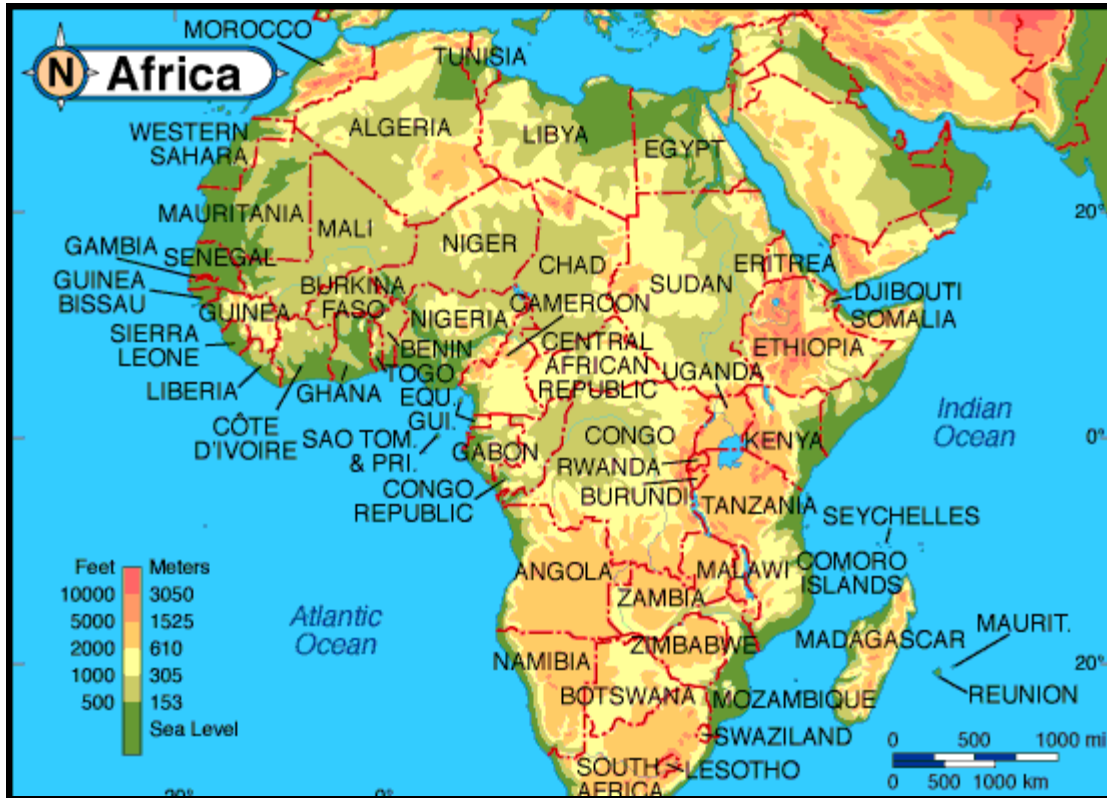 MOROCCO
N
Africa
TUNISIA
WESTERN
SAHARA
ALGERIA
LIBYA
EGYPT
MAURITANIA
MALI
NIGER
CHAD
SUDAN
ERITREA
20°
GAMBIA
SENEGAL
GUINEA
BISSAU
BURKINA
FASO
GUINEA
NIGERIA
CAMEROON
DJIBOUTI
SOMALIA
SIERRA
LEONE
BENIN
CENTRAL
AFRICAN
REPUBLIC
ETHIOPIA
UGANDA
LIBERIA
GHANA
TOGO
EQU.
GUI.
CÔTE
D'IVOIRE
SAO TOM.
& PRI.
GABON
CONGO
KENYA
Indian
Ocean
0°
CONGO
REPUBLIC
RWANDA
BURUNDI
TANZANIA
SEYCHELLES
Feet Meters
10000 3050
5000 1525
2000 610
1000 305
500 153
Sea Level
Atlantic
Ocean
ANGOLA
MALAWI
COMORO
ISLANDS
ZAMBIA
MADAGASCAR
MAURIT.
NAMIBIA
ZIMBABWE
20°
BOTSWANA
MOZAMBIQUE
REUNION
SWAZILAND
SOUTH
AFRICA
LESOTHO
0 500 1000 mi
0 500 1000 km
20°
0°